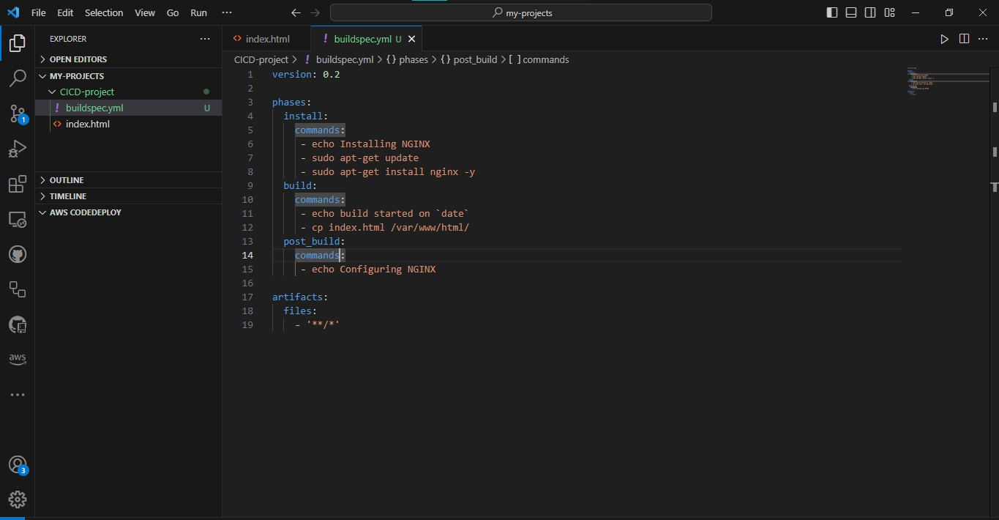 File Edit Selection View Go Run ···
my-projects
EXPLORER ···
index.html
! buildspec.yml U
OPEN EDITORS
MY-PROJECTS
CICD-project
! buildspec.yml U
index.html
OUTLINE
TIMELINE
AWS CODEDEPLOY
1
aws
3
CICD-project > ! buildspec.yml > {} phases > {} post_build > [ ] commands
1 version: 0.2
2
3 phases:
4   install:
5     commands:
6      - echo Installing NGINX
7      - sudo apt-get update
8      - sudo apt-get install nginx -y
9   build:
10     commands:
11      - echo build started on `date`
12      - cp index.html /var/www/html/
13   post_build:
14     commands:
15      - echo Configuring NGINX
16
17 artifacts:
18   files:
19     - '**/*'